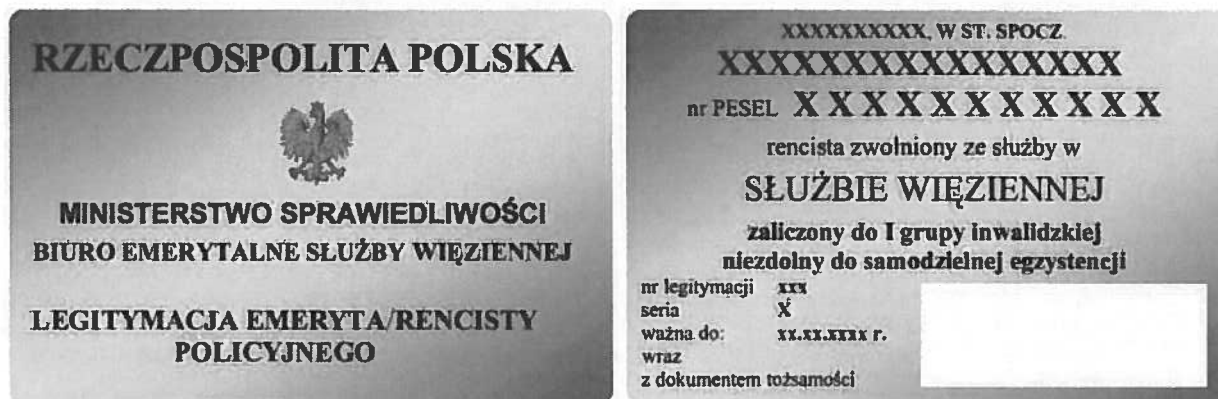 RZECZPOSPOLITA POLSKA
MINISTERSTWO SPRAWIEDLIWOŚCI
BIURO EMERYTALNE SŁUŻBY WIĘZIENNEJ
LEGITYMACJA EMERYTA/RENCISTY
POLICYJNEGO
XXXXXXXXXX, W ST. SPOCZ.
XXXXXXXXXXXXXXXXX
nr PESEL X X X X X X X X X X X
rencista zwolniony ze służby w
SŁUŻBIE WIĘZIENNEJ
zaliczony do I grupy inwalidzkiej
niezdolny do samodzielnej egzystencji
nr legitymacji xxx
seria X
ważna do: xx.xx.xxxx r.
wraz
z dokumentem tożsamości